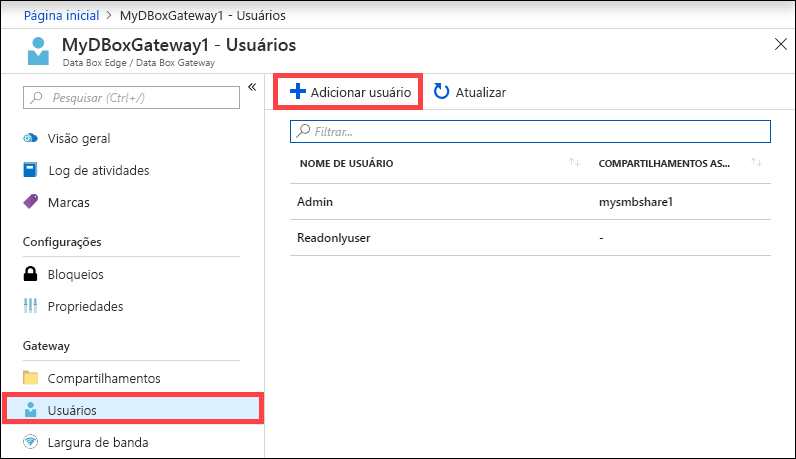 Página inicial > MyDBoxGateway1 - Usuários
MyDBoxGateway1 - Usuários
Data Box Edge / Data Box Gateway
Pesquisar (Ctrl+/)
Visão geral
Log de atividades
Marcas
Configurações
Bloqueios
Propriedades
Gateway
Compartilhamentos
Usuários
Largura de banda
Adicionar usuário Atualizar
Filtrar...
NOME DE USUÁRIO COMPARTILHAMENTOS AS...
Admin mysmbshare1
Readonlyuser -